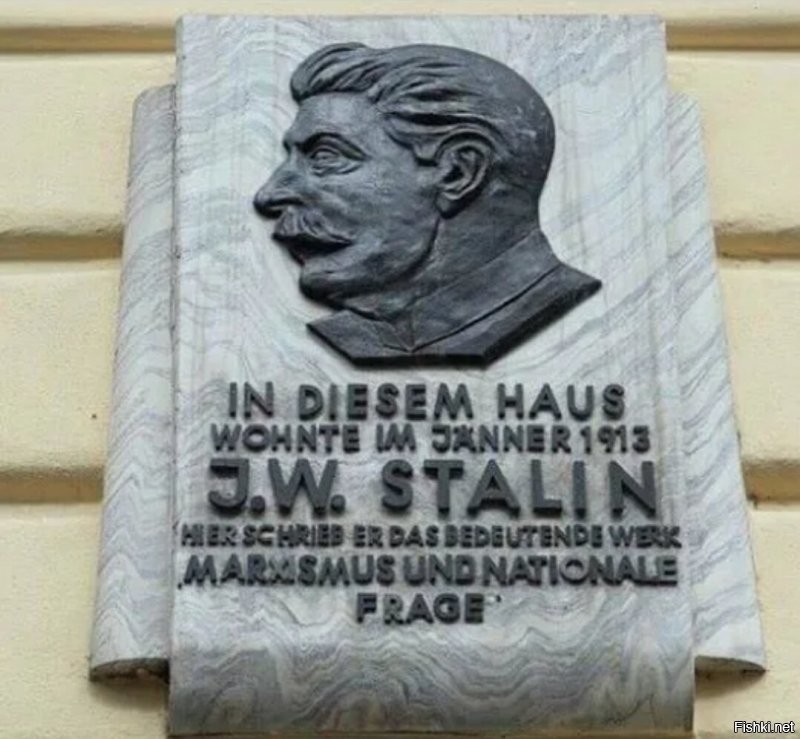 IN DIESEM HAUS
WOHNTE IM JÄNNER 1913
J.W. STALIN
HIER SCHRIEB ER DAS BEDEUTENDE WERK
„MARXISMUS UND NATIONALE
FRAGE“
Fishki.net